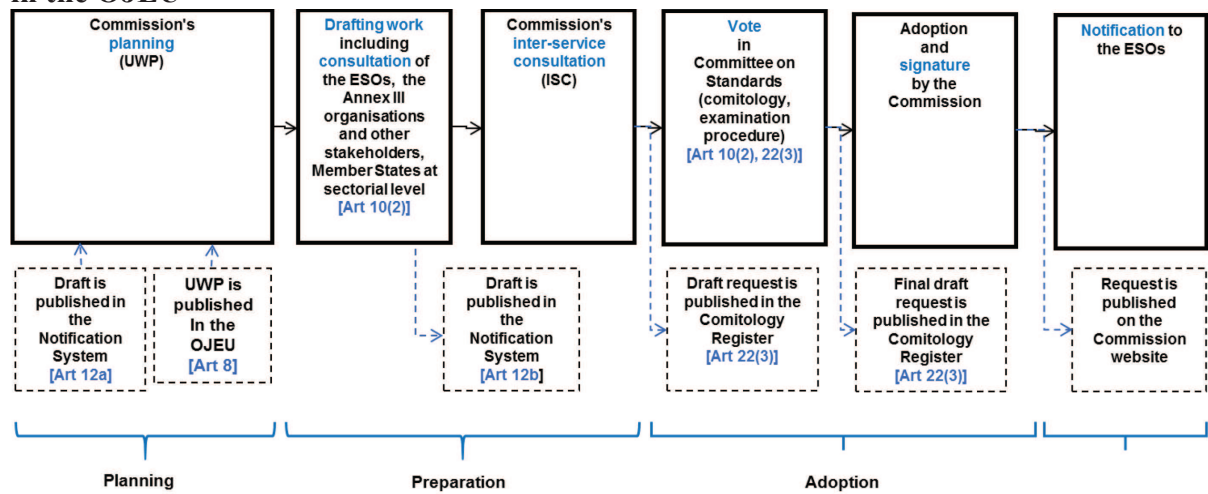 in the OJEU
Commission's
planning
(UWP)
Drafting work
including
consultation of
the ESOs, the
Annex III
organisations
and other
stakeholders,
Member States at
sectorial level
[Art 10(2)]
Commission's
inter-service
consultation
(ISC)
Vote
in
Committee on
Standards
(comitology,
examination
procedure)
[Art 10(2), 22(3)]
Adoption
and
signature
by the
Commission
Notification to
the ESOs
Draft is
published in
the
Notification
System
[Art 12a)]
UWP is
published
In the
OJEU
[Art 8]
Draft is
published in
the
Notification
System
[Art 12b]
Draft request is
published in the
Comitology
Register
[Art 22(3)]
Final draft
request is
published in the
Comitology
Register
[Art 22(3)]
Request is
published
on the
Commission
website
Planning
Preparation
Adoption